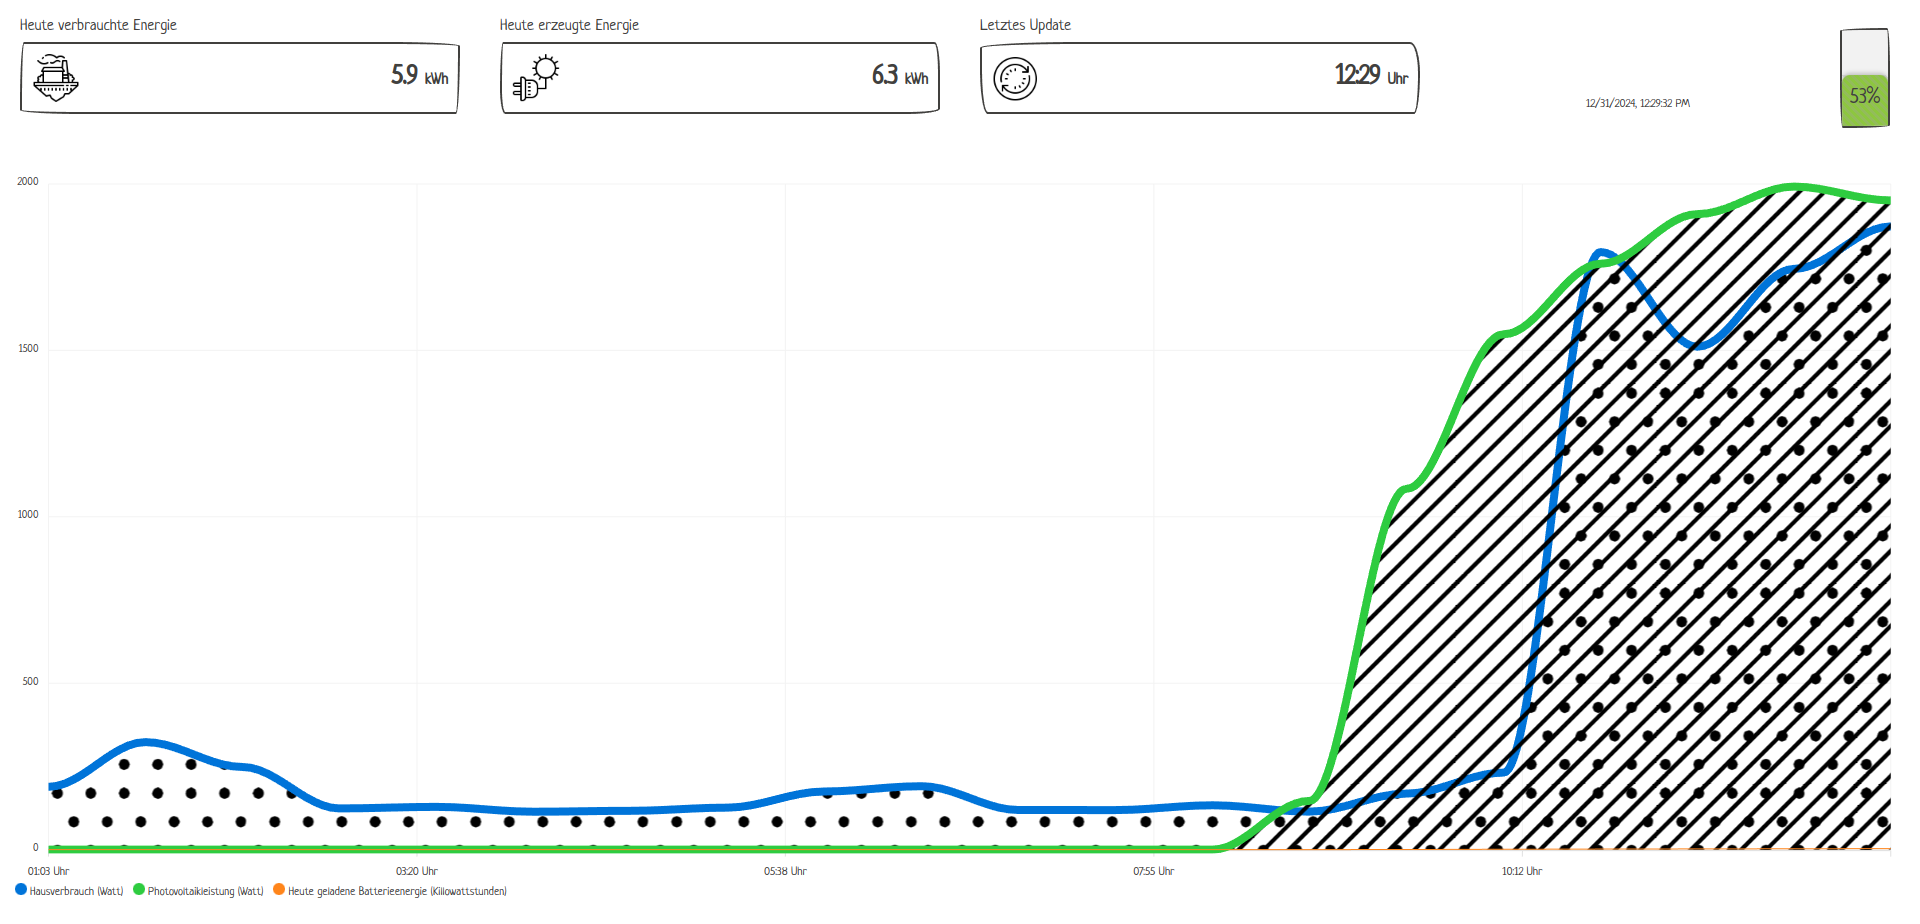 Heute verbrauchte Energie
5.9 kWh
Heute erzeugte Energie
6.3 kWh
Letztes Update
12:29 Uhr
12/31/2024, 12:29:32 PM
53%
2000
1500
1000
500
0
01:03 Uhr
03:20 Uhr
05:38 Uhr
07:55 Uhr
10:12 Uhr
Hausverbrauch (Watt)
Photovoltaikleistung (Watt)
Heute geladene Batterieenergie (Killowattstunden)